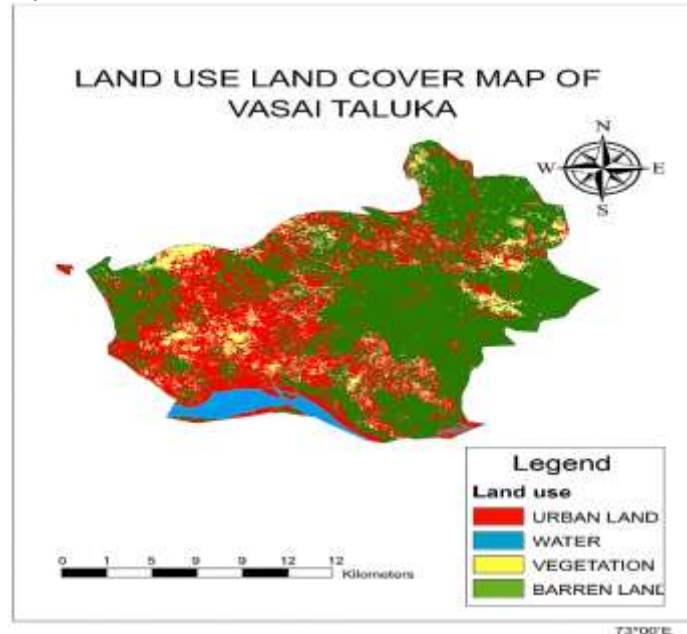 LAND USE LAND COVER MAP OF
VASAI TALUKA
N
W E
S
Legend
Land use
URBAN LAND
WATER
VEGETATION
BARREN LAND
0 1 5 9 9 12 12
Kilometers
73°00'E